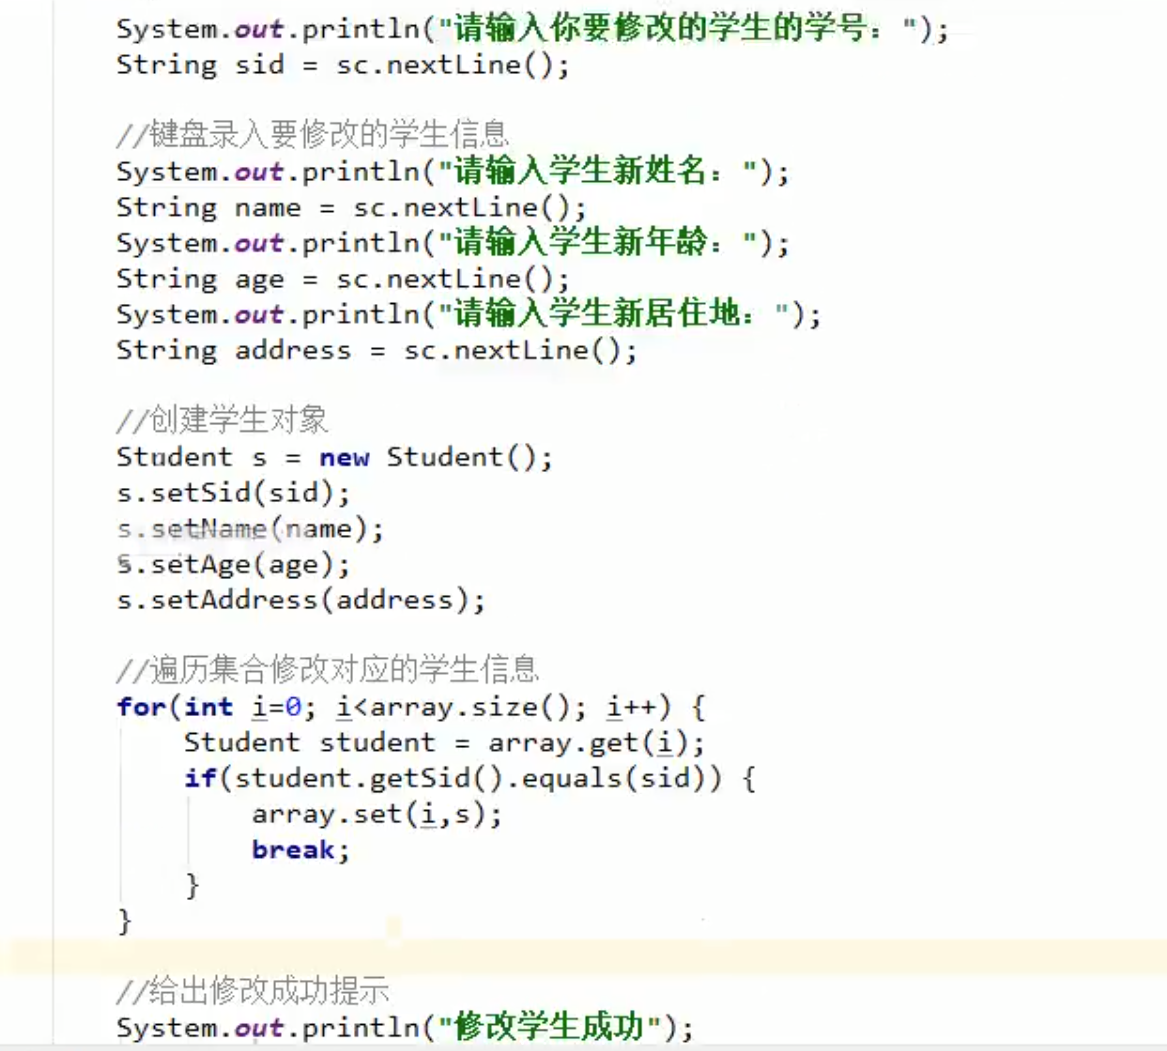 System.out.println("请输入你要修改的学生的学号：");
String sid = sc.nextLine();
//键盘录入要修改的学生信息
System.out.println("请输入学生新姓名：");
String name = sc.nextLine();
System.out.println("请输入学生新年龄：");
String age = sc.nextLine();
System.out.println("请输入学生新居住地：");
String address = sc.nextLine();
//创建学生对象
Student s = new Student();
s.setSid(sid);
s.setName(name);
s.setAge(age);
s.setAddress(address);
//遍历集合修改对应的学生信息
for(int i=0; i<array.size(); i++) {
Student student = array.get(i);
if(student.getSid().equals(sid)) {
array.set(i,s);
break;
}
}
//给出修改成功提示
System.out.println("修改学生成功");